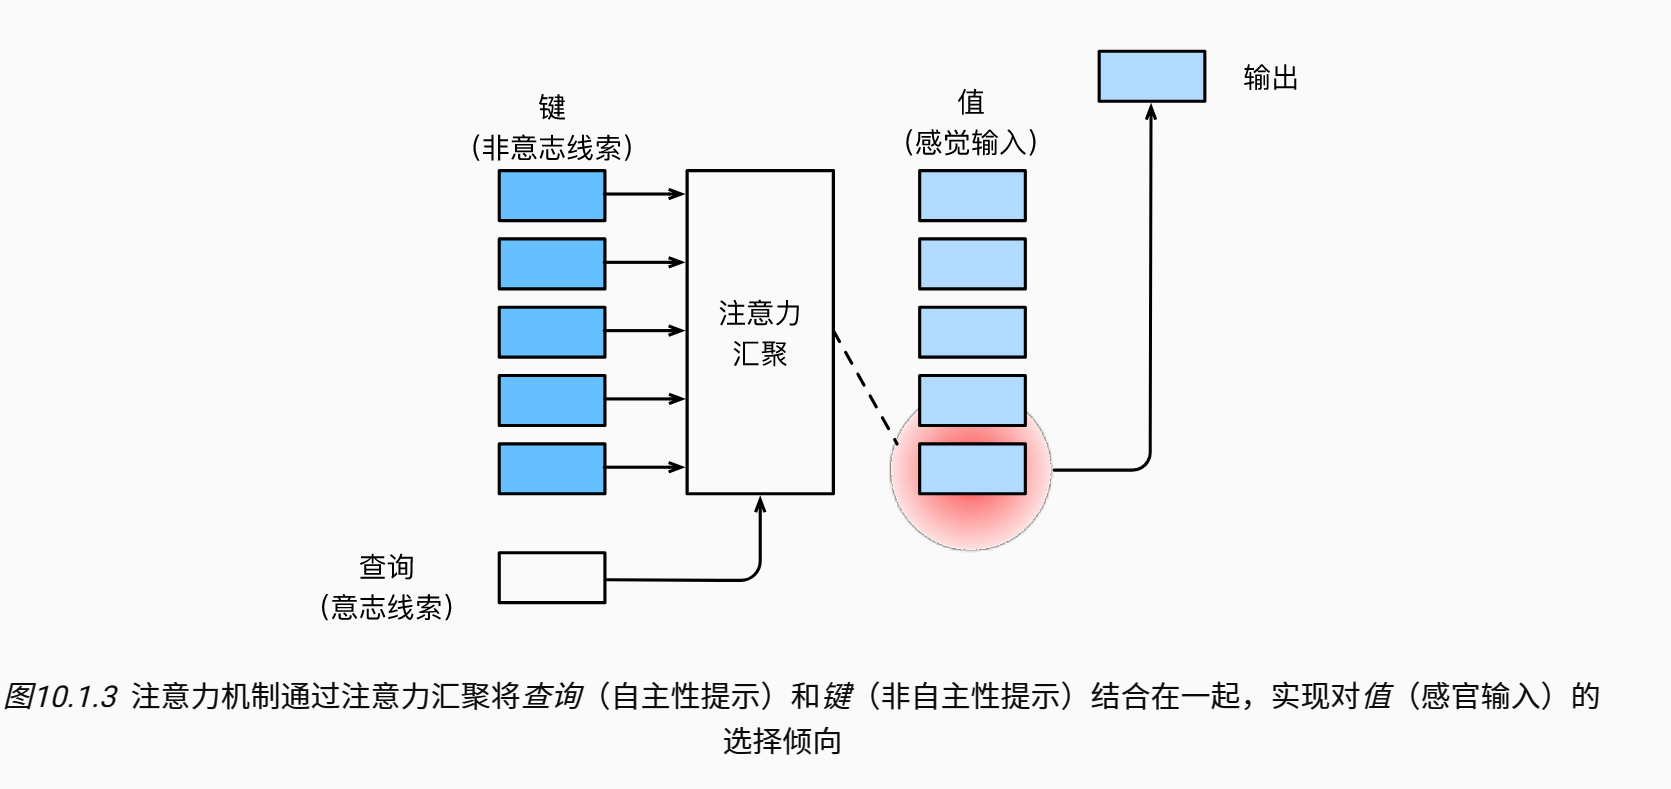 输出
键
(非意志线索)
值
(感觉输入)
注意力
汇聚
查询
(意志线索)
图10.1.3 注意力机制通过注意力汇聚将查询（自主性提示）和键（非自主性提示）结合在一起，实现对值（感官输入）的
选择倾向